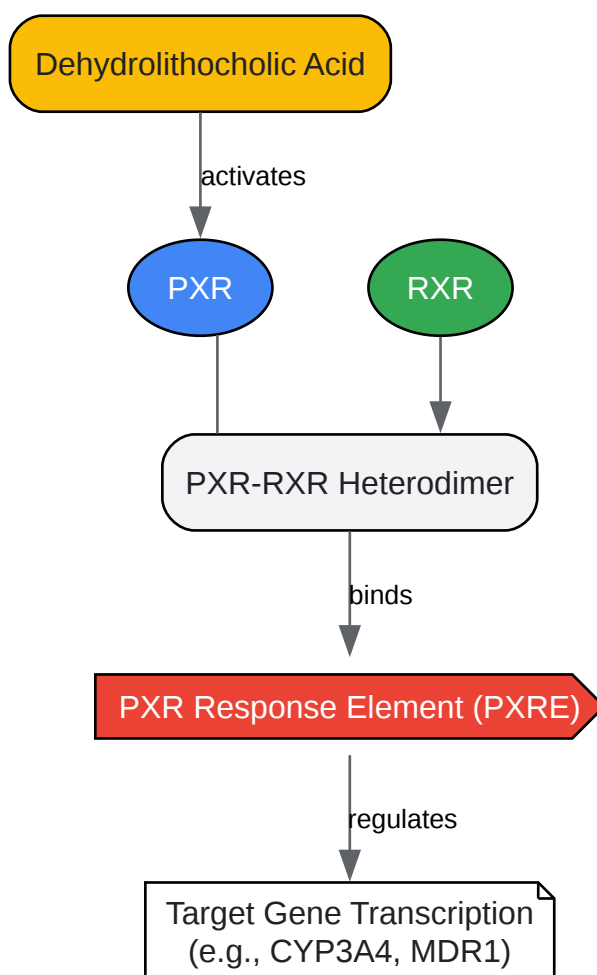 Dehydrolithocholic Acid
activates
PXR
RXR
PXR-RXR Heterodimer
binds
PXR Response Element (PXRE)
regulates
Target Gene Transcription
(e.g., CYP3A4, MDR1)